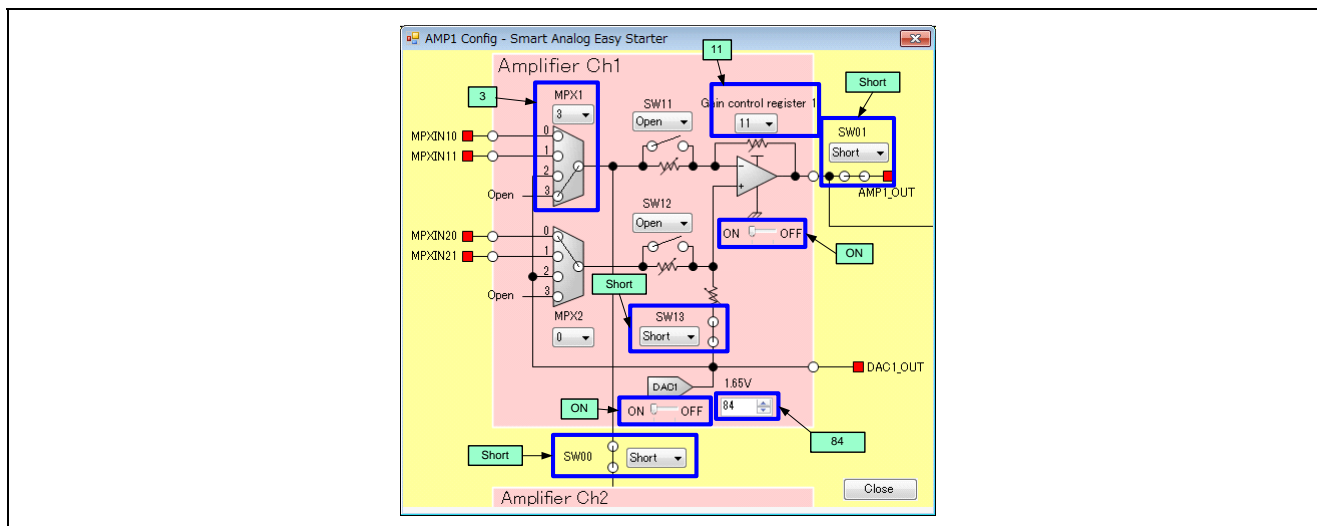 AMP1 Config - Smart Analog Easy Starter
11
Amplifier Ch1
Short
3
MPX1
3
SW11
Open
Gain control register 1
11
SW01
Short
MPXIN10
MPXIN11
0
1
2
3
Open
−
+
AMP1_OUT
SW12
Open
ON OFF
ON
MPXIN20
MPXIN21
0
1
2
3
Open
Short
MPX2
0
SW13
Short
DAC1_OUT
DAC1
1.65V
ON
ON OFF
84
84
Short
SW00
Short
Close
Amplifier Ch2